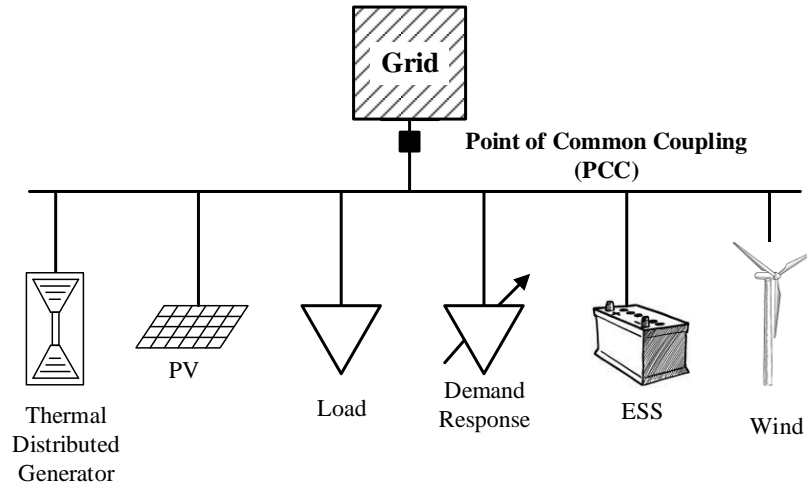 Grid
Point of Common Coupling
(PCC)
Thermal
Distributed
Generator
PV
Load
Demand
Response
ESS
Wind